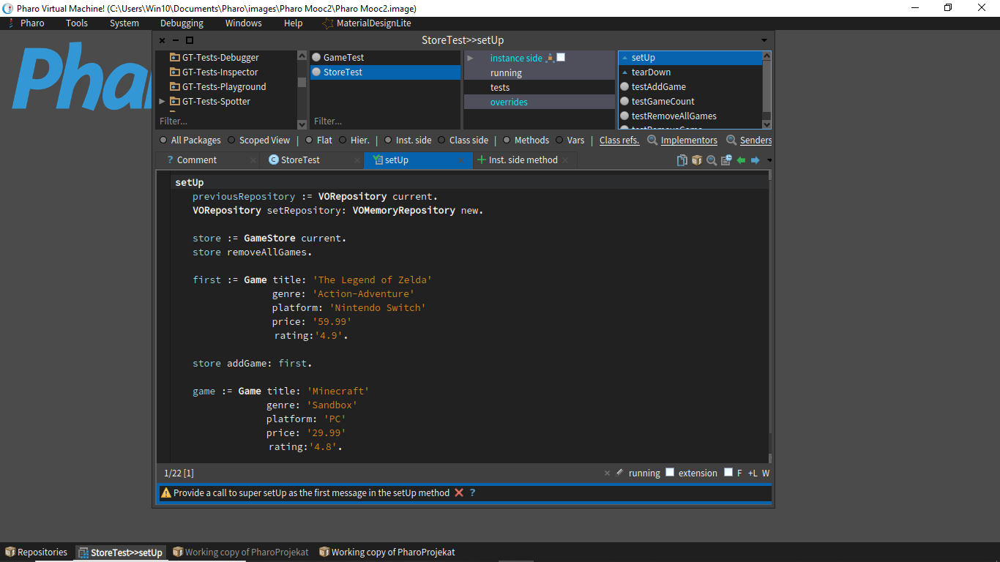 Pharo Virtual Machine! (C:\Users\Win10\Documents\Pharo\images\Pharo Mooc2\Pharo Mooc2.image)
Pharo Tools System Debugging Windows Help MaterialDesignLite
StoreTest>>setUp
GT-Tests-Debugger
GT-Tests-Inspector
GT-Tests-Playground
GT-Tests-Spotter
Filter...
GameTest
StoreTest
Filter...
instance side
running
tests
overrides
setUp
tearDown
testAddGame
testGameCount
testRemoveAllGames
testRemoveGame
All Packages Scoped View | Flat Hier. | Inst. side Class side | Methods Vars | Class refs. Implementors Senders
? Comment StoreTest setUp Inst. side method
setUp
previousRepository := VORepository current.
VORepository setRepository: VOMemoryRepository new.
store := GameStore current.
store removeAllGames.
first := Game title: 'The Legend of Zelda'
genre: 'Action-Adventure'
platform: 'Nintendo Switch'
price: '59.99'
rating:'4.9'.
store addGame: first.
game := Game title: 'Minecraft'
genre: 'Sandbox'
platform: 'PC'
price: '29.99'
rating:'4.8'.
1/22 [1] running extension F +L W
Provide a call to super setUp as the first message in the setUp method ?
Repositories StoreTest>>setUp Working copy of PharoProjekat Working copy of PharoProjekat